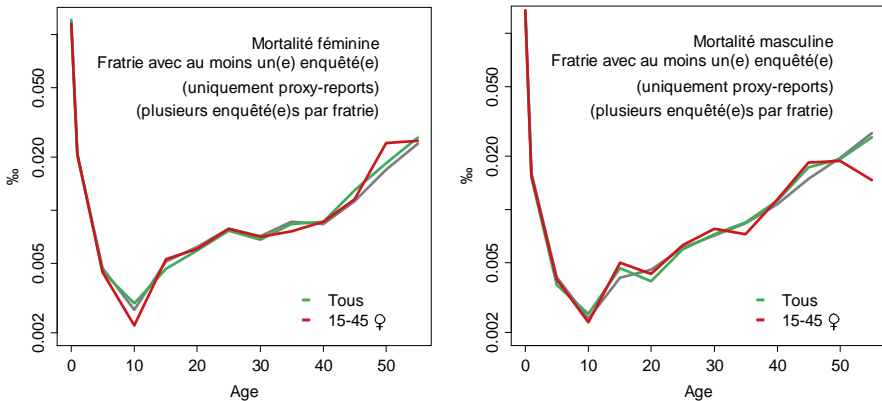 Mortalité féminine
Fratrie avec au moins un(e) enquêté(e)
(uniquement proxy-reports)
(plusieurs enquêté(e)s par fratrie)
0.050
0.020
0.005
0.002
‰
Tous
15-45 ♀
0 10 20 30 40 50
Age
Mortalité masculine
Fratrie avec au moins un(e) enquêté(e)
(uniquement proxy-reports)
(plusieurs enquêté(e)s par fratrie)
0.050
0.020
0.005
0.002
‰
Tous
15-45 ♀
0 10 20 30 40 50
Age